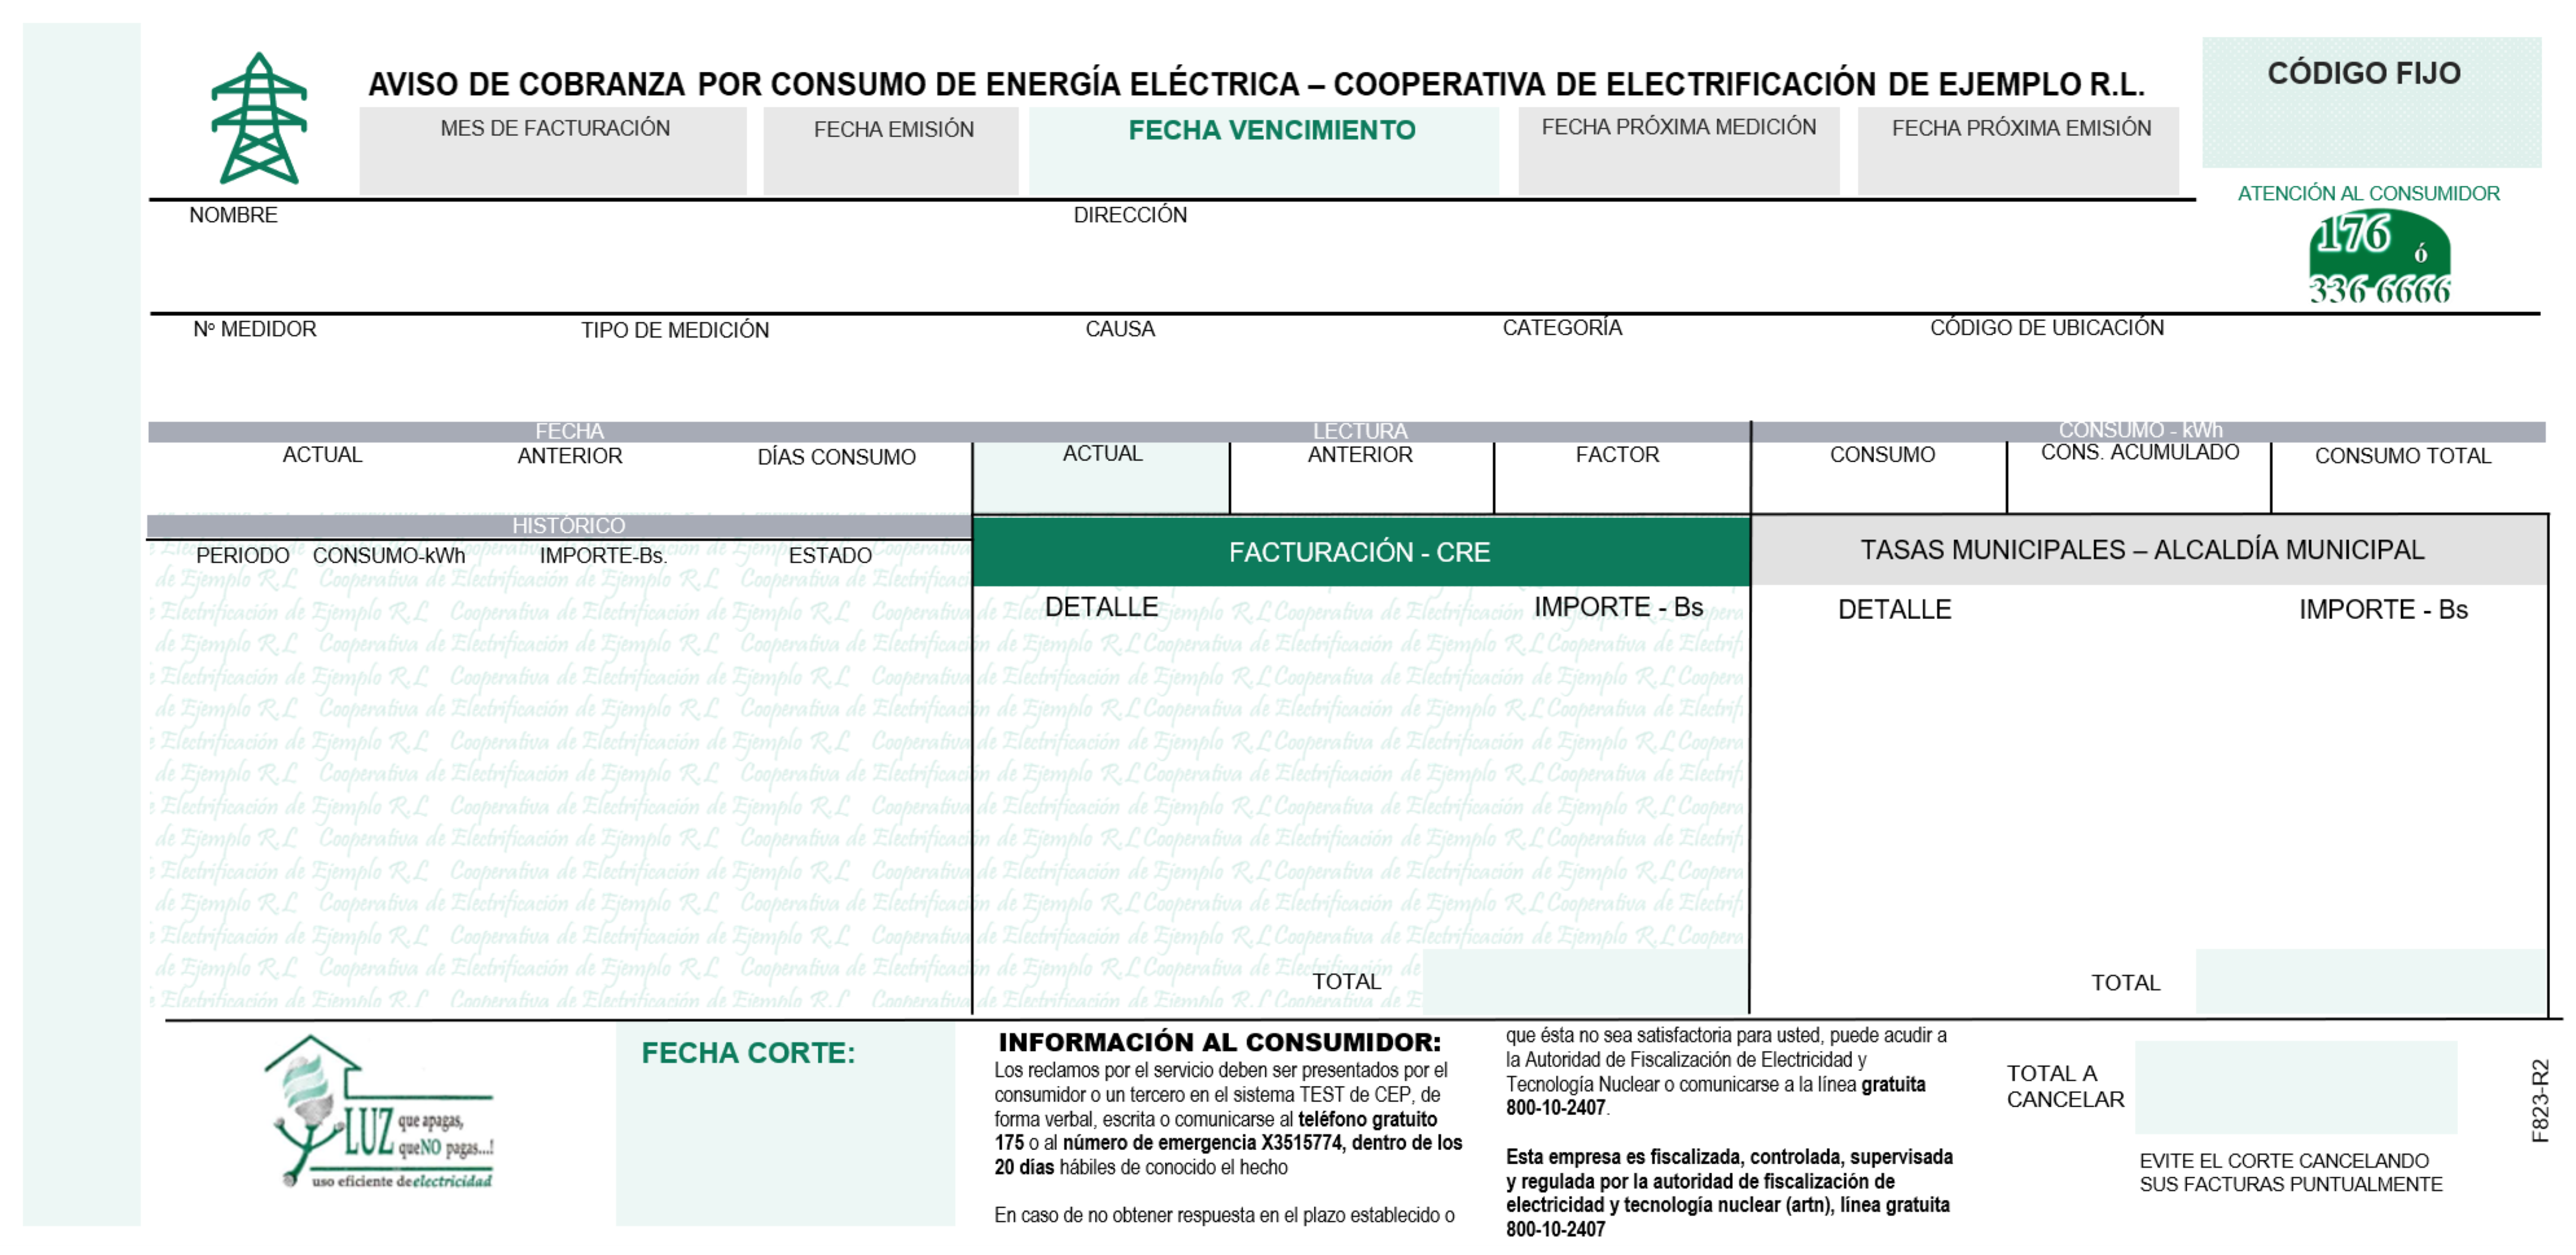 AVISO DE COBRANZA POR CONSUMO DE ENERGÍA ELÉCTRICA – COOPERATIVA DE ELECTRIFICACIÓN DE EJEMPLO R.L.
CÓDIGO FIJO
MES DE FACTURACIÓN
FECHA EMISIÓN
FECHA VENCIMIENTO
FECHA PRÓXIMA MEDICIÓN
FECHA PRÓXIMA EMISIÓN
ATENCIÓN AL CONSUMIDOR
176 ó
336-6666
NOMBRE
DIRECCIÓN
Nº MEDIDOR
TIPO DE MEDICIÓN
CAUSA
CATEGORÍA
CÓDIGO DE UBICACIÓN
FECHA
LECTURA
CONSUMO - kWh
ACTUAL
ANTERIOR
DÍAS CONSUMO
ACTUAL
ANTERIOR
FACTOR
CONSUMO
CONS. ACUMULADO
CONSUMO TOTAL
HISTÓRICO
PERIODO
CONSUMO-kWh
IMPORTE-Bs.
ESTADO
FACTURACIÓN - CRE
DETALLE
IMPORTE - Bs
TASAS MUNICIPALES – ALCALDÍA MUNICIPAL
DETALLE
IMPORTE - Bs
Cooperativa de Electrificación de Ejemplo R.L
TOTAL
TOTAL
LUZ que apagas,
queNO pagas...!
uso eficiente de electricidad
FECHA CORTE:
INFORMACIÓN AL CONSUMIDOR:
Los reclamos por el servicio deben ser presentados por el
consumidor o un tercero en el sistema TEST de CEP, de
forma verbal, escrita o comunicarse al teléfono gratuito
175 o al número de emergencia X3515774, dentro de los
20 días hábiles de conocido el hecho
En caso de no obtener respuesta en el plazo establecido o
que ésta no sea satisfactoria para usted, puede acudir a
la Autoridad de Fiscalización de Electricidad y
Tecnología Nuclear o comunicarse a la línea gratuita
800-10-2407.
Esta empresa es fiscalizada, controlada, supervisada
y regulada por la autoridad de fiscalización de
electricidad y tecnología nuclear (artn), línea gratuita
800-10-2407
TOTAL A
CANCELAR
EVITE EL CORTE CANCELANDO
SUS FACTURAS PUNTUALMENTE
F823-R2